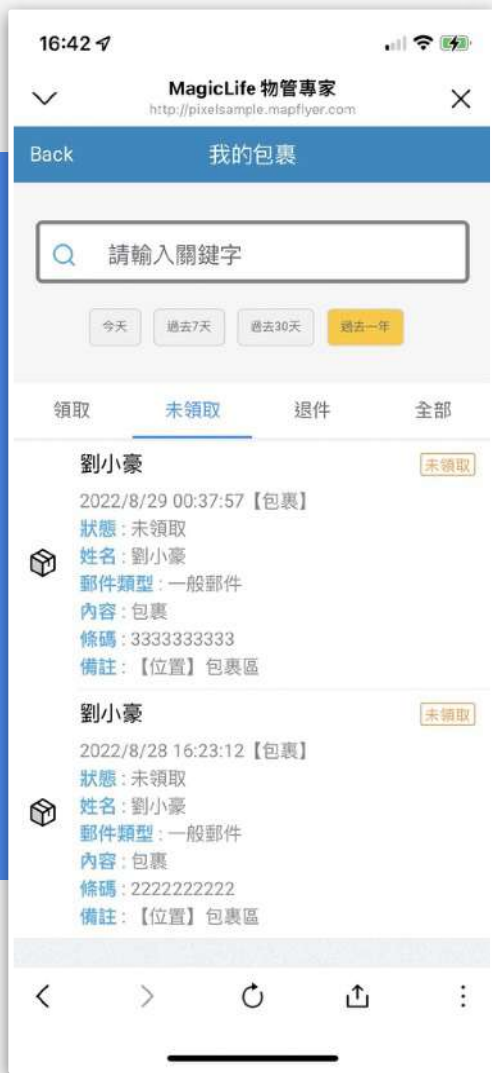 16:42
MagicLife 物管專家
http://pixelsample.mapflyer.com
Back 我的包裹
請輸入關鍵字
今天 過去7天 過去30天 過去一年
領取 未領取 退件 全部
劉小豪 未領取
2022/8/29 00:37:57【包裹】
狀態 : 未領取
姓名 : 劉小豪
郵件類型 : 一般郵件
內容 : 包裹
條碼 : 3333333333
備註 : 【位置】包裹區
劉小豪 未領取
2022/8/28 16:23:12【包裹】
狀態 : 未領取
姓名 : 劉小豪
郵件類型 : 一般郵件
內容 : 包裹
條碼 : 2222222222
備註 : 【位置】包裹區